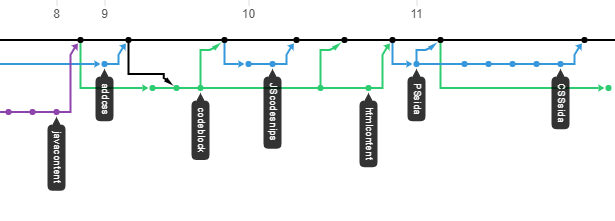 8
9
10
11
addcss
JScodesnips
PSsida
CSSsida
codeblock
htmlcontent
javacontent